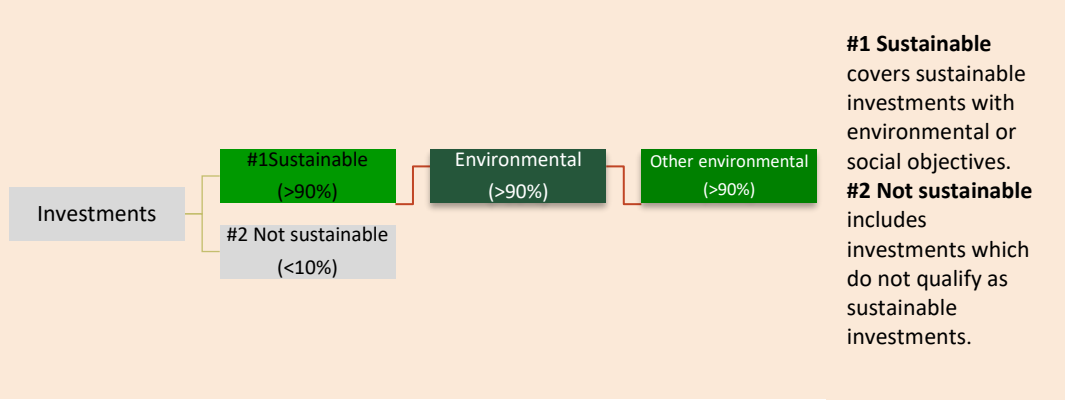 Investments
#1Sustainable
(>90%)
#2 Not sustainable
(<10%)
Environmental
(>90%)
Other environmental
(>90%)
#1 Sustainable
covers sustainable
investments with
environmental or
social objectives.
#2 Not sustainable
includes
investments which
do not qualify as
sustainable
investments.